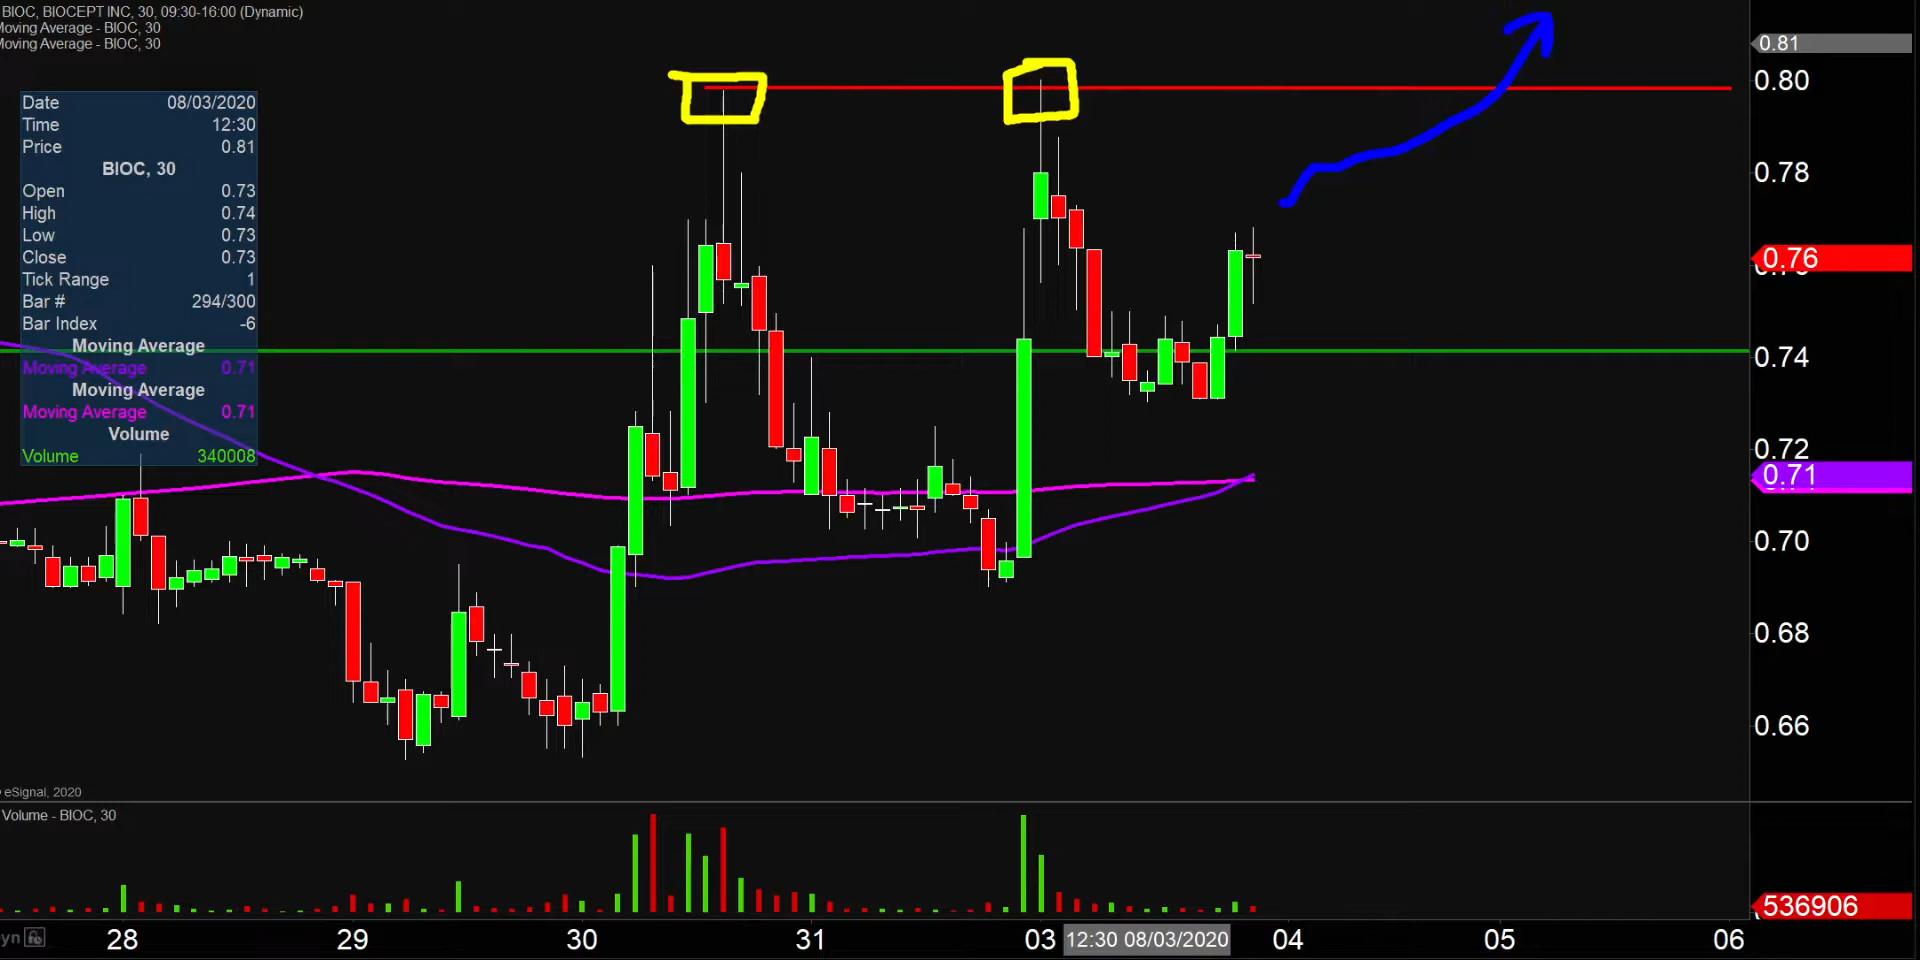 BIOC, BIOCEPT INC, 30, 09:30-16:00 (Dynamic)
Moving Average - BIOC, 30
Moving Average - BIOC, 30
Date 08/03/2020
Time 12:30
Price 0.81
BIOC, 30
Open 0.73
High 0.74
Low 0.73
Close 0.73
Tick Range 1
Bar # 294/300
Bar Index -6
Moving Average
Moving Average 0.71
Moving Average
Moving Average 0.71
Volume
Volume 340008
0.81
0.80
0.78
0.76
0.74
0.72
0.71
0.70
0.68
0.66
eSignal, 2020
Volume - BIOC, 30
536906
yn
28 29 30 31 03 12:30 08/03/2020 04 05 06